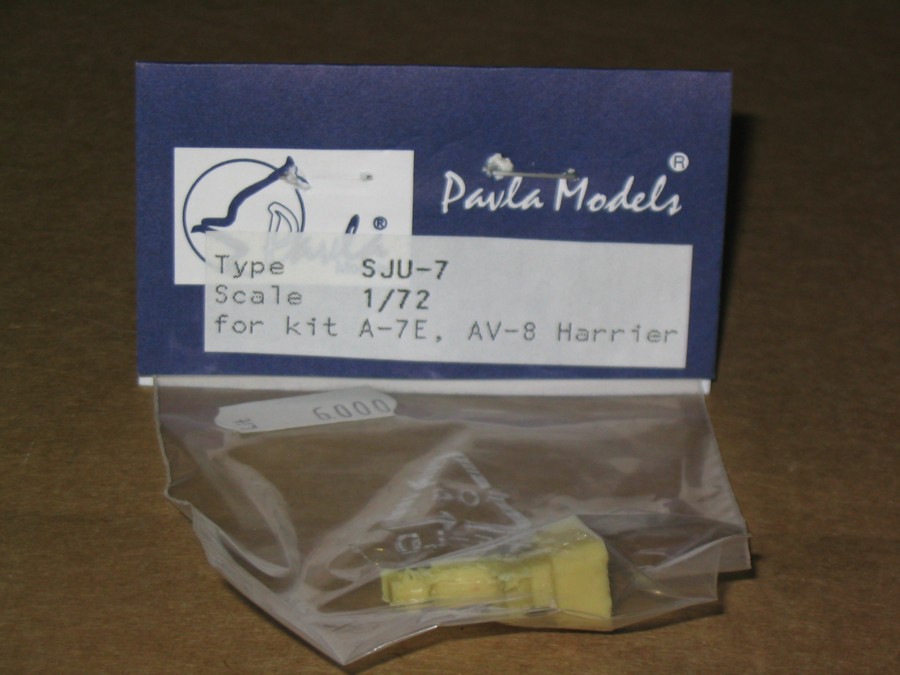 Pavla Models®
Pavla®
Type SJU-7
Scale 1/72
for kit A-7E, AV-8 Harrier
6000